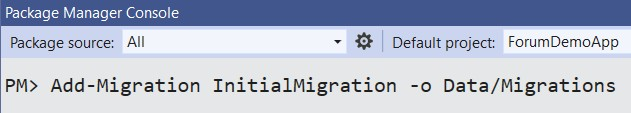 Package Manager Console
Package source: All Default project: ForumDemoApp
PM> Add-Migration InitialMigration -o Data/Migrations